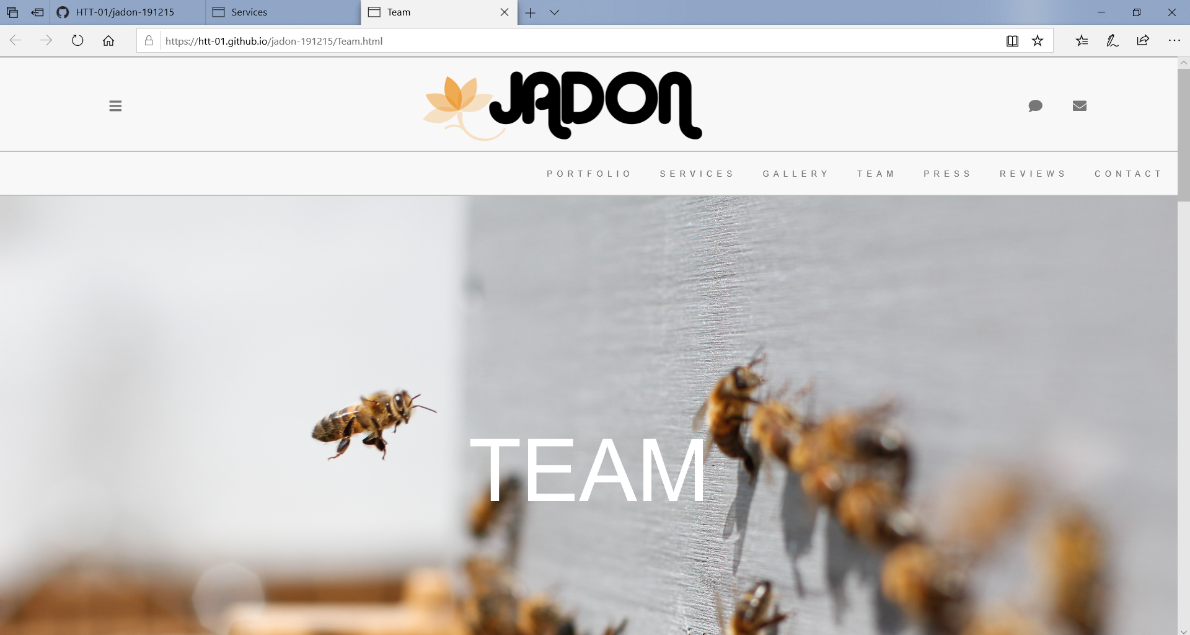 HTT-01/jadon-191215
Services
Team
https://htt-01.github.io/jadon-191215/Team.html
JADON
PORTFOLIO SERVICES GALLERY TEAM PRESS REVIEWS CONTACT
TEAM